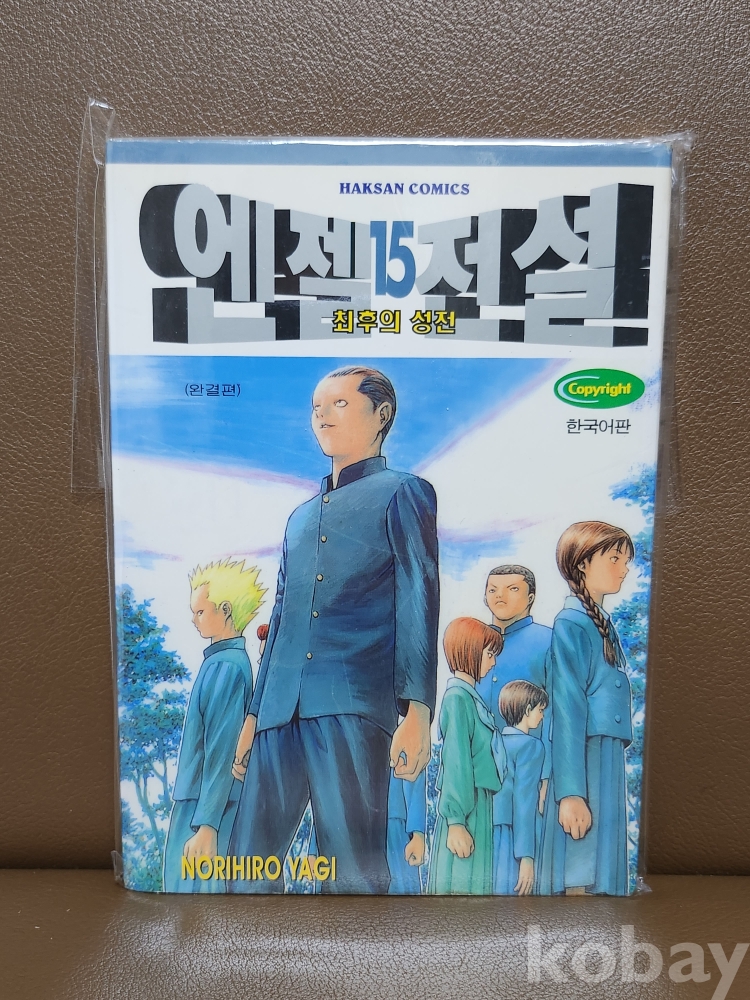 HAKSAN COMICS
엔젤전설
15
최후의 성전
(완결편)
Copyright
한국어판
NORIHIRO YAGI
kobay